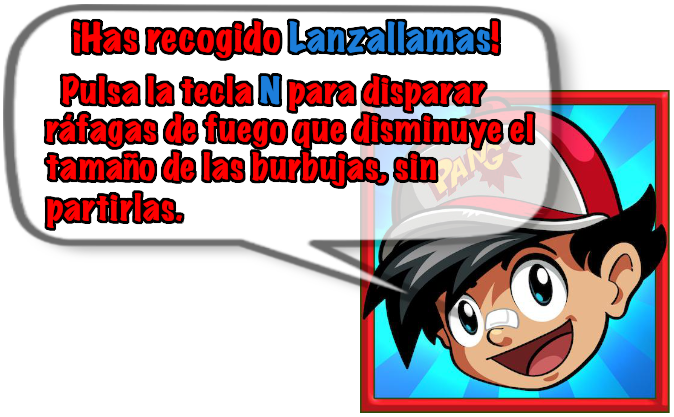 ¡Has recogido Lanzallamas!
Pulsa la tecla N para disparar
ráfagas de fuego que disminuye el
tamaño de las burbujas, sin
partirlas.
PANG